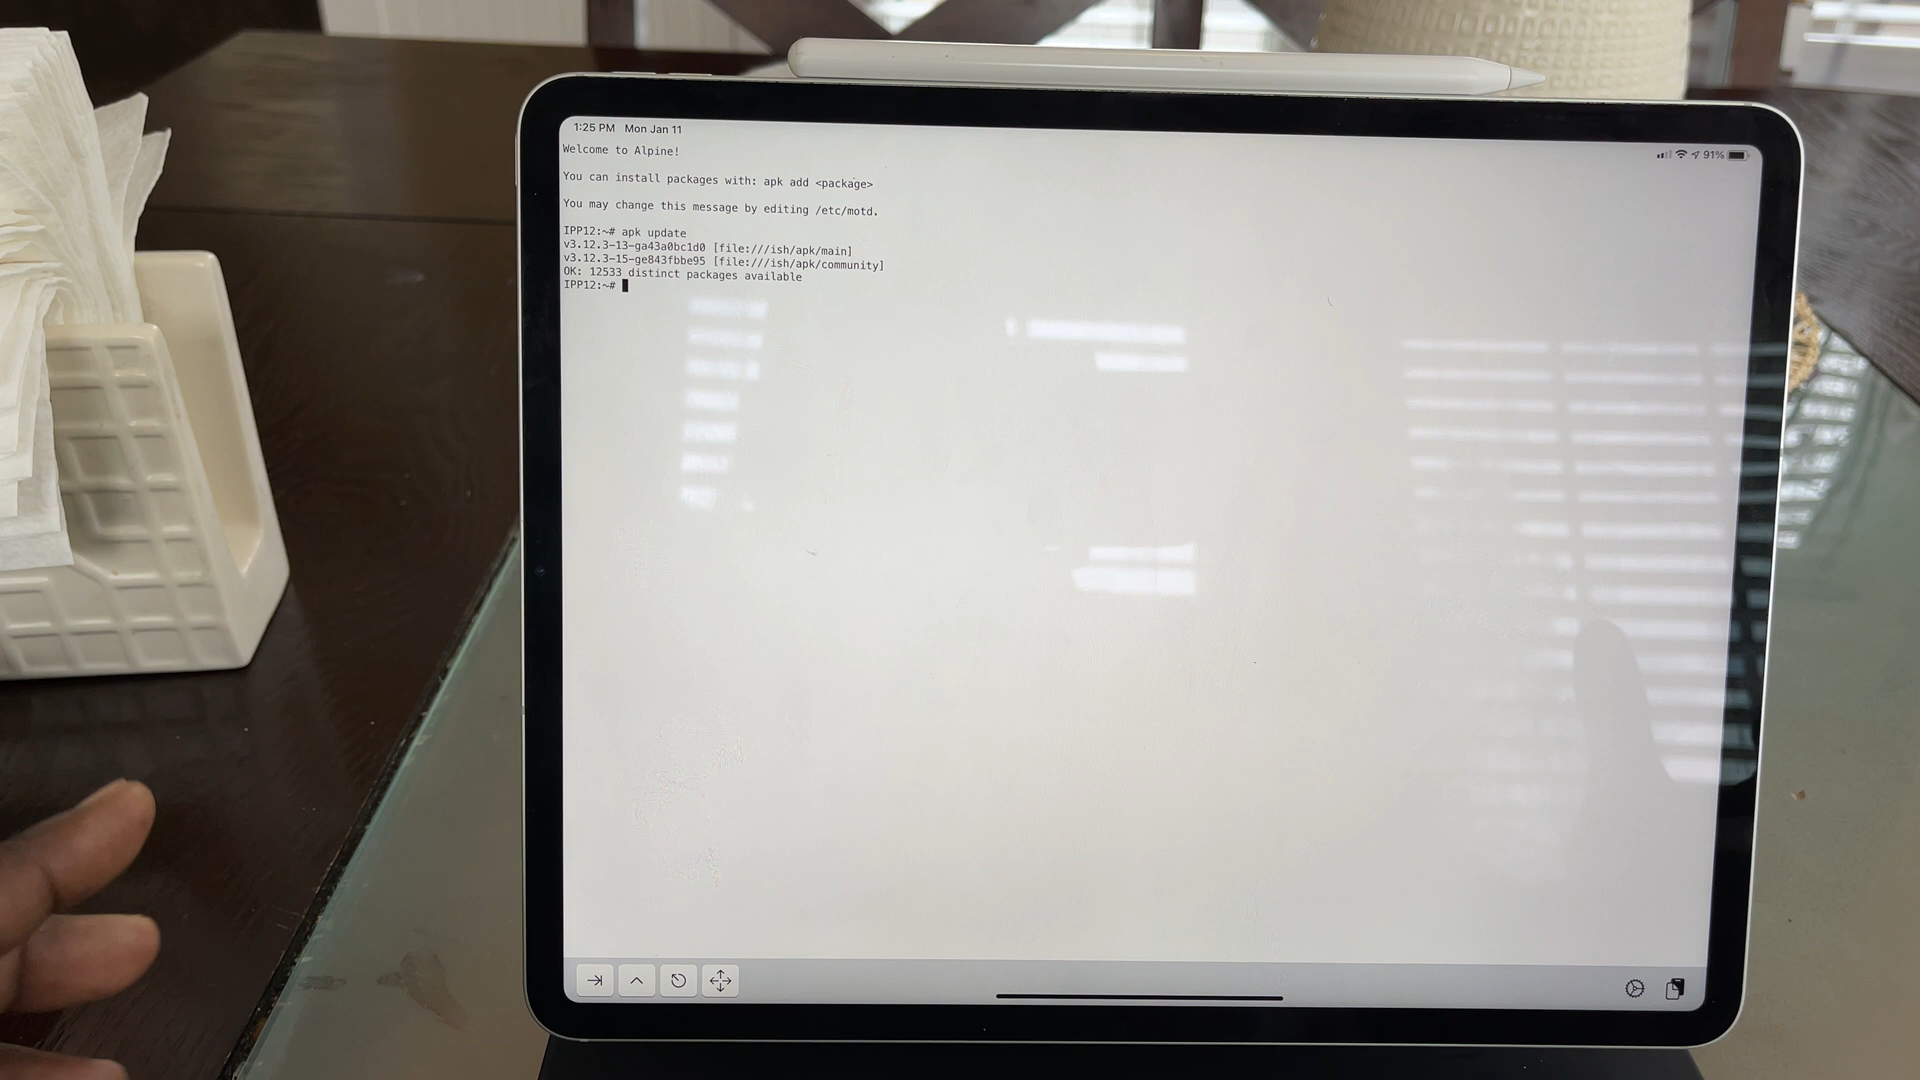 1:25 PM Mon Jan 11
91%
Welcome to Alpine!
You can install packages with: apk add <package>
You may change this message by editing /etc/motd.
IPP12:~# apk update
v3.12.3-13-ga43a0bc1d0 [file:///ish/apk/main]
v3.12.3-15-ge843fbbe95 [file:///ish/apk/community]
OK: 12533 distinct packages available
IPP12:~#